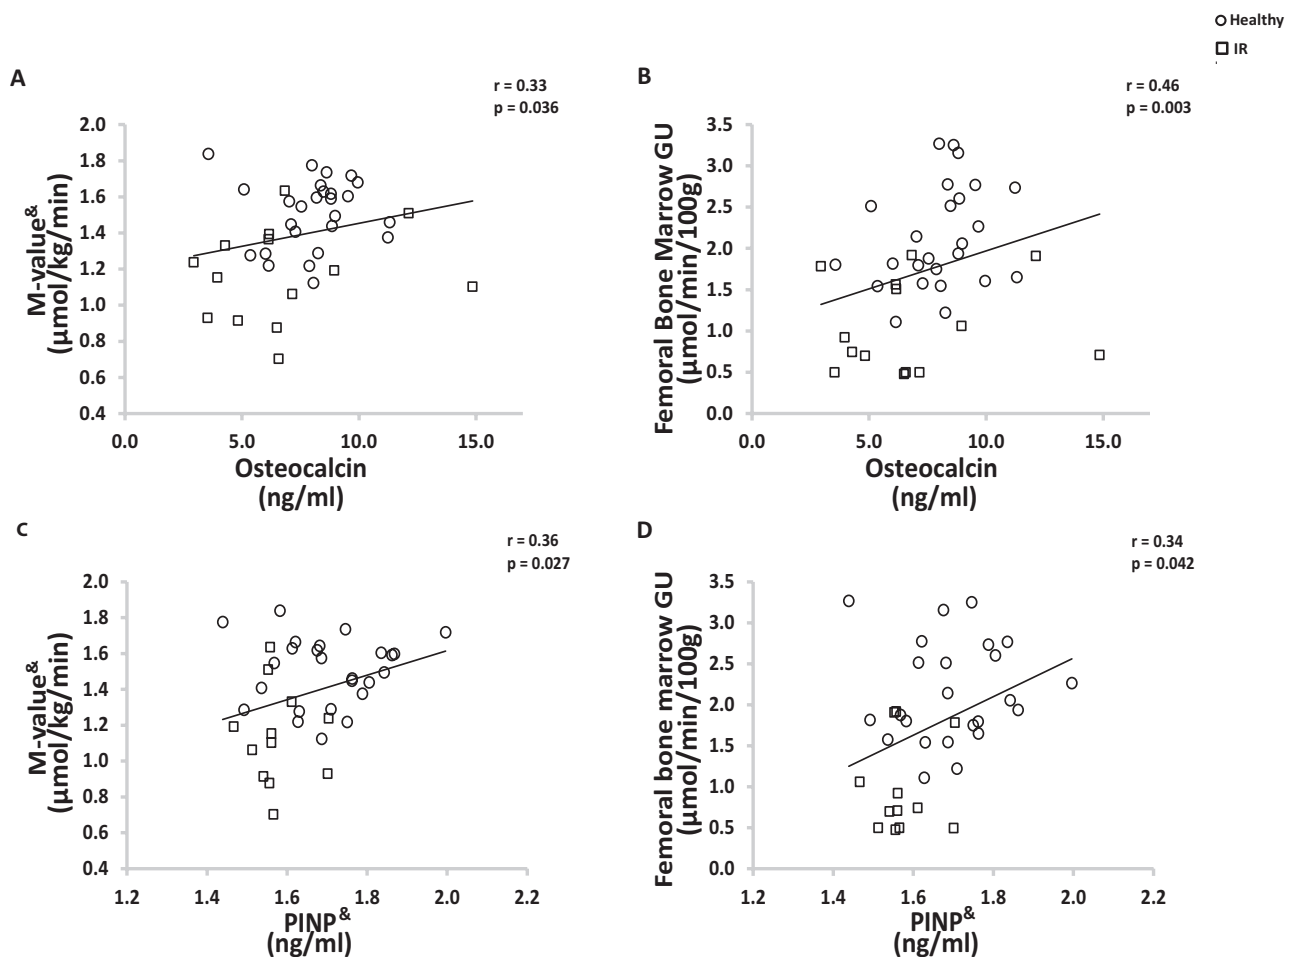 Healthy
IR
A
r = 0.33
p = 0.036
2.0
1.8
1.6
1.4
1.2
1.0
0.8
0.6
0.4
M-value&
(µmol/kg/min)
0.0
5.0
10.0
15.0
Osteocalcin
(ng/ml)
B
r = 0.46
p = 0.003
3.5
3.0
2.5
2.0
1.5
1.0
0.5
0.0
Femoral Bone Marrow GU
(µmol/min/100g)
0.0
5.0
10.0
15.0
Osteocalcin
(ng/ml)
C
r = 0.36
p = 0.027
2.0
1.8
1.6
1.4
1.2
1.0
0.8
0.6
0.4
M-value&
(µmol/kg/min)
1.2
1.4
1.6
1.8
2.0
2.2
PINP&
(ng/ml)
D
r = 0.34
p = 0.042
3.5
3.0
2.5
2.0
1.5
1.0
0.5
0.0
Femoral bone marrow GU
(µmol/min/100g)
1.2
1.4
1.6
1.8
2.0
2.2
PINP&
(ng/ml)